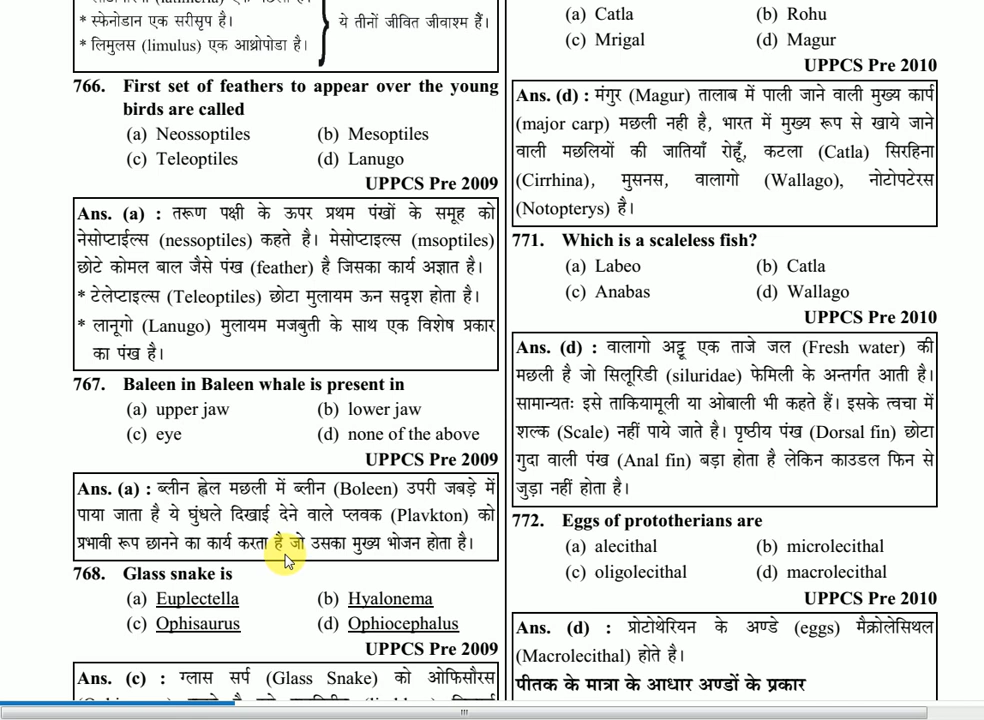 * स्फेनोडान एक सरीसृप है।
* लिमुलस (limulus) एक आथ्रोपोडा है।
ये तीनों जीवित जीवाश्म हैं।
766. First set of feathers to appear over the young
birds are called
(a) Neossoptiles (b) Mesoptiles
(c) Teleoptiles (d) Lanugo
UPPCS Pre 2009
Ans. (a) : तरूण पक्षी के ऊपर प्रथम पंखों के समूह को
नेसोप्टाईल्स (nessoptiles) कहते है। मेसोप्टाइल्स (msoptiles)
छोटे कोमल बाल जैसे पंख (feather) है जिसका कार्य अज्ञात है।
* टेलेप्टाइल्स (Teleoptiles) छोटा मुलायम ऊन सदृश होता है।
* लानूगो (Lanugo) मुलायम मजबुती के साथ एक विशेष प्रकार
का पंख है।
767. Baleen in Baleen whale is present in
(a) upper jaw (b) lower jaw
(c) eye (d) none of the above
UPPCS Pre 2009
Ans. (a) : ब्लीन ह्वेल मछली में ब्लीन (Boleen) उपरी जबड़े में
पाया जाता है ये घुंधले दिखाई देने वाले प्लवक (Plavkton) को
प्रभावी रूप छानने का कार्य करता है जो उसका मुख्य भोजन होता है।
768. Glass snake is
(a) Euplectella (b) Hyalonema
(c) Ophisaurus (d) Ophiocephalus
UPPCS Pre 2009
Ans. (c) : ग्लास सर्प (Glass Snake) को ओफिसौरस
(a) Catla (b) Rohu
(c) Mrigal (d) Magur
UPPCS Pre 2010
Ans. (d) : मंगुर (Magur) तालाब में पाली जाने वाली मुख्य कार्प
(major carp) मछली नही है, भारत में मुख्य रूप से खाये जाने
वाली मछलियों की जातियाँ रोहूँ, कटला (Catla) सिरहिना
(Cirrhina), मुसनस, वालागो (Wallago), नोटोपटेरस
(Notopterys) है।
771. Which is a scaleless fish?
(a) Labeo (b) Catla
(c) Anabas (d) Wallago
UPPCS Pre 2010
Ans. (d) : वालागो अट्टू एक ताजे जल (Fresh water) की
मछली है जो सिलूरिडी (siluridae) फेमिली के अन्तर्गत आती है।
सामान्यतः इसे ताकियामूली या ओबाली भी कहते हैं। इसके त्वचा में
शल्क (Scale) नहीं पाये जाते है। पृष्ठीय पंख (Dorsal fin) छोटा
गुदा वाली पंख (Anal fin) बड़ा होता है लेकिन काउडल फिन से
जुड़ा नहीं होता है।
772. Eggs of prototherians are
(a) alecithal (b) microlecithal
(c) oligolecithal (d) macrolecithal
UPPCS Pre 2010
Ans. (d) : प्रोटोथेरियन के अण्डे (eggs) मैक्रोलेसिथल
(Macrolecithal) होते है।
पीतक के मात्रा के आधार अण्डों के प्रकार